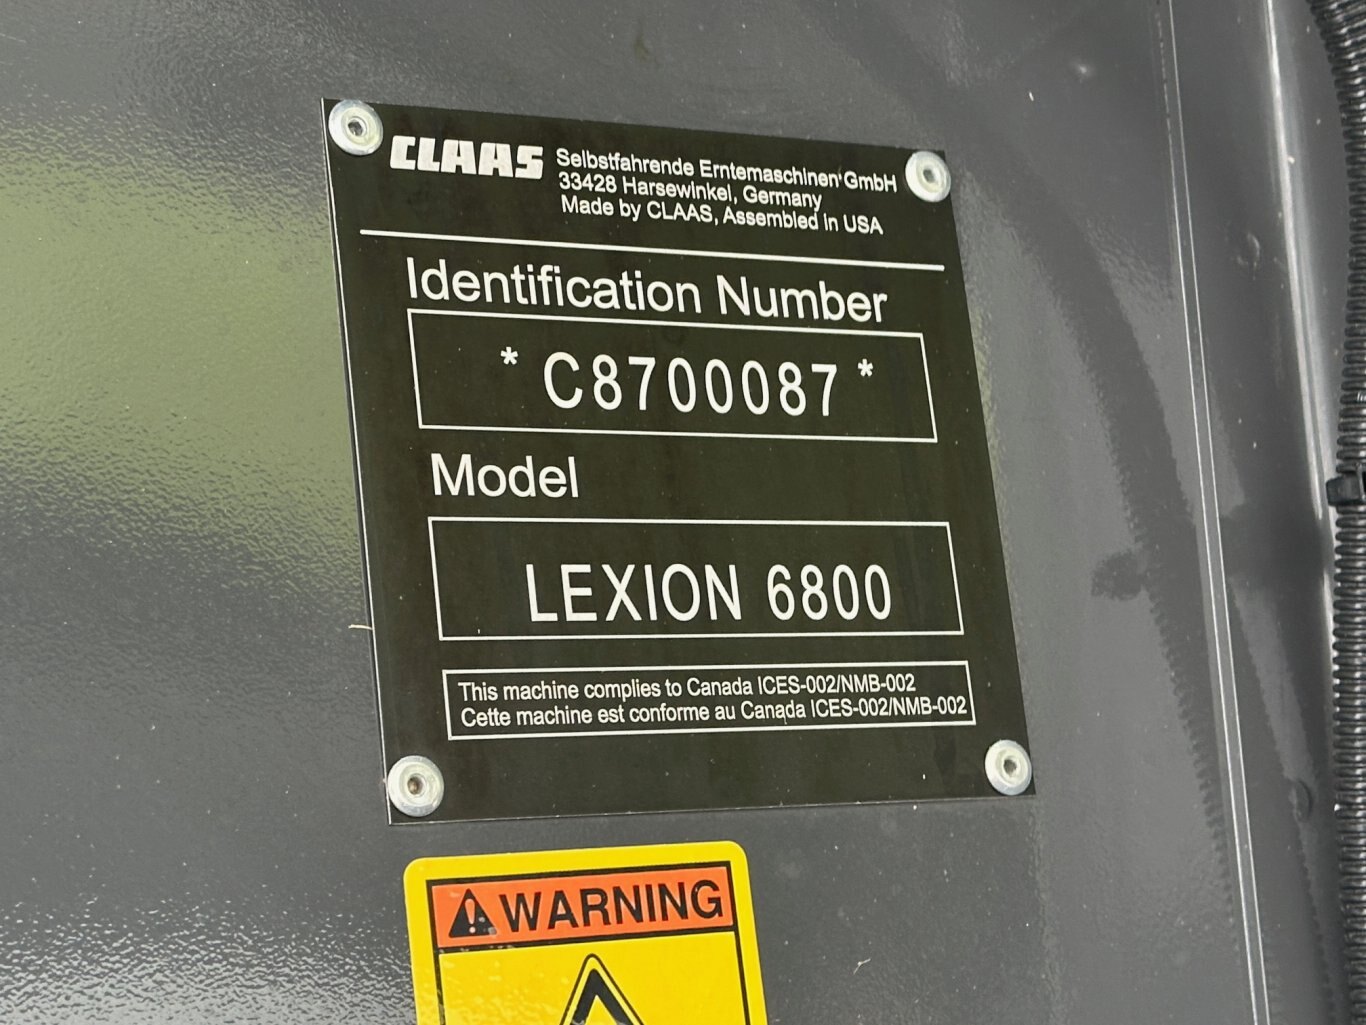 CLAAS Selbstfahrende Erntemaschinen GmbH
33428 Harsewinkel, Germany
Made by CLAAS, Assembled in USA
Identification Number
* C8700087 *
Model
LEXION 6800
This machine complies to Canada ICES-002/NMB-002
Cette machine est conforme au Canada ICES-002/NMB-002
WARNING